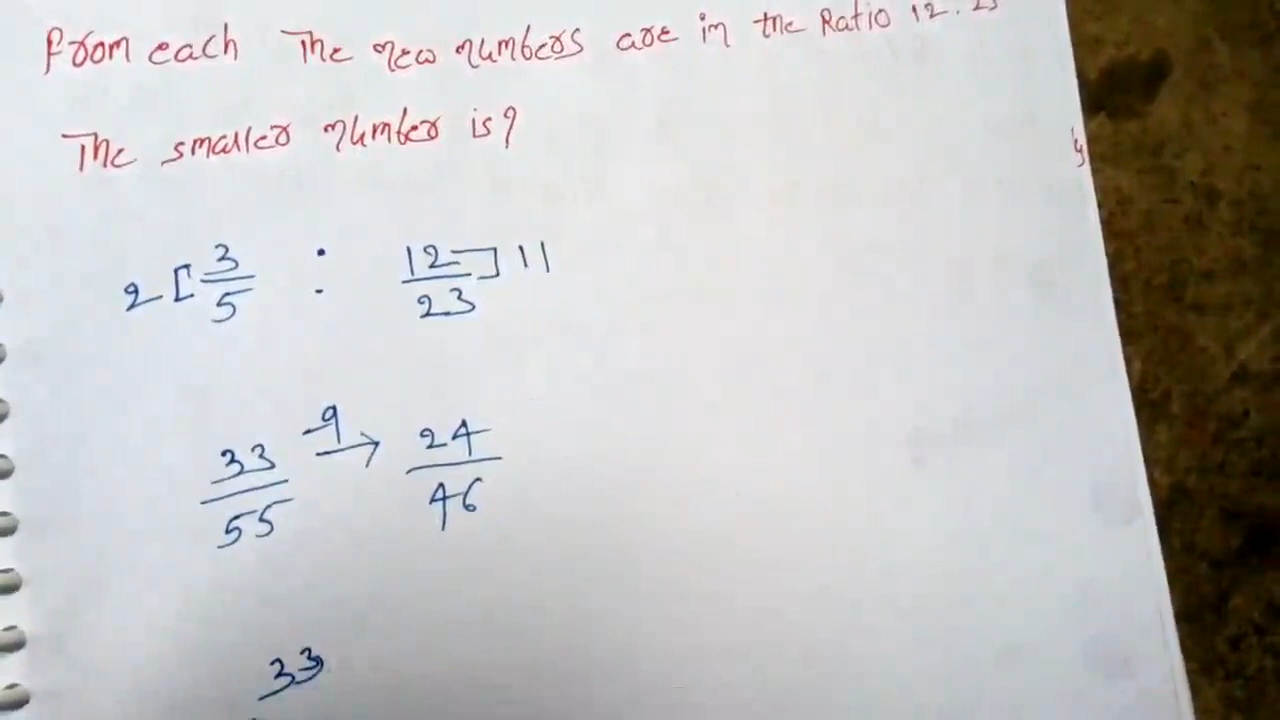 from each The new numbers are in the Ratio 12:23
The smaller number is?
2 [ 3/5 : 12/23 ] 11
33/55 9→ 24/46
33